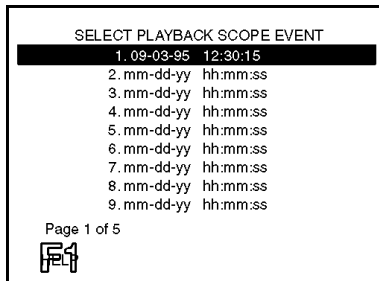 SELECT PLAYBACK SCOPE EVENT
1. 09-03-95 12:30:15
2. mm-dd-yy hh:mm:ss
3. mm-dd-yy hh:mm:ss
4. mm-dd-yy hh:mm:ss
5. mm-dd-yy hh:mm:ss
6. mm-dd-yy hh:mm:ss
7. mm-dd-yy hh:mm:ss
8. mm-dd-yy hh:mm:ss
9. mm-dd-yy hh:mm:ss
Page 1 of 5
F1
HELP